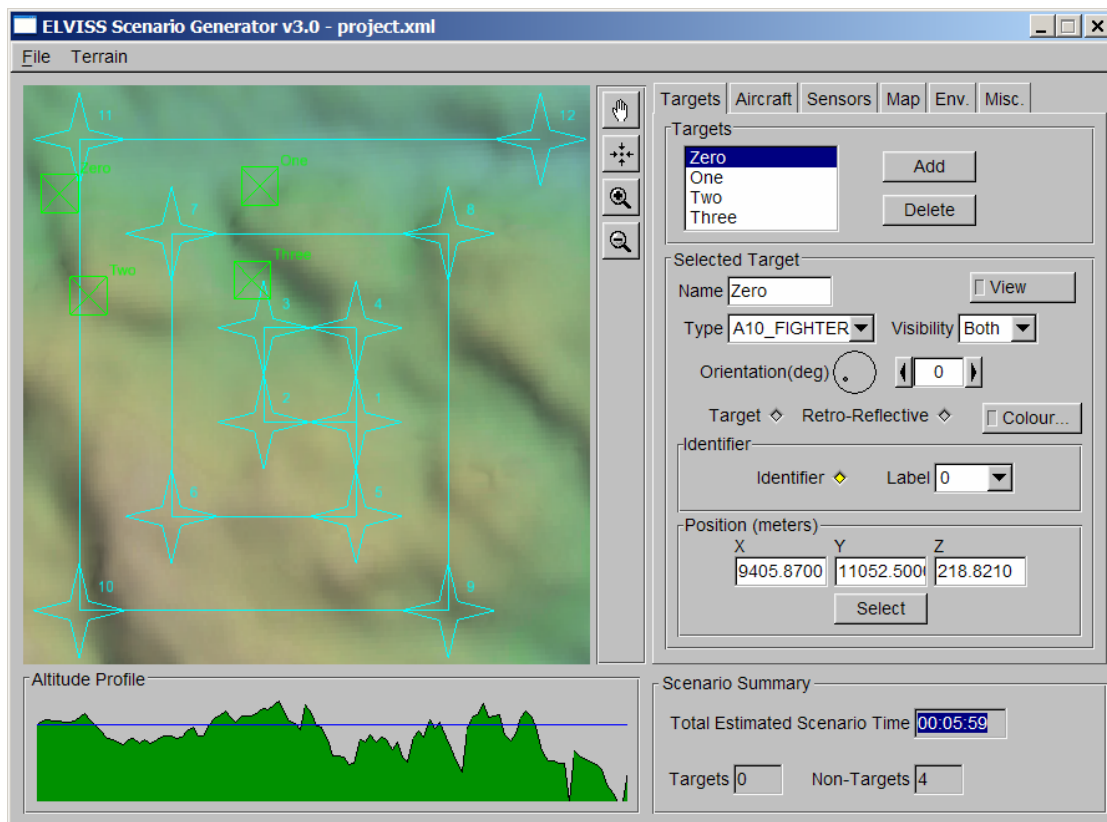 ELVISS Scenario Generator v3.0 - project.xml
File Terrain
11
12
Zero
One
7
8
Two
Three
3
4
2
1
6
5
10
9
Targets Aircraft Sensors Map Env. Misc.
Targets
Zero
One
Two
Three
Add
Delete
Selected Target
Name Zero
View
Type A10_FIGHTER Visibility Both
Orientation(deg) 0
Target Retro-Reflective Colour...
Identifier
Identifier Label 0
Position (meters)
X Y Z
9405.8700 11052.5000 218.8210
Select
Altitude Profile
Scenario Summary
Total Estimated Scenario Time 00:05:59
Targets 0 Non-Targets 4